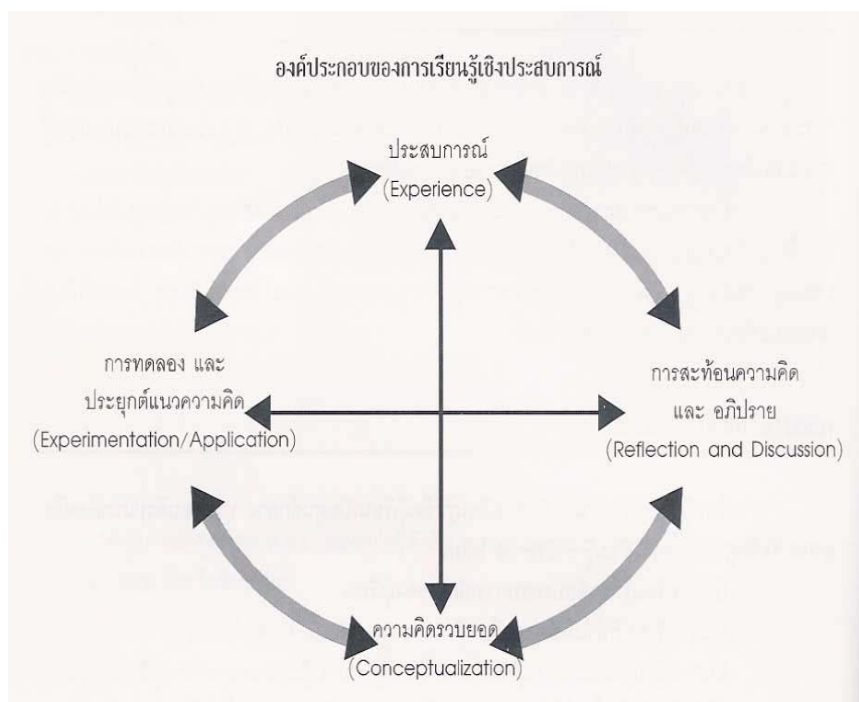 องค์ประกอบของการเรียนรู้เชิงประสบการณ์
ประสบการณ์
(Experience)
การทดลอง และ
ประยุกต์แนวความคิด
(Experimentation/Application)
การสะท้อนความคิด
และ อภิปราย
(Reflection and Discussion)
ความคิดรวบยอด
(Conceptualization)